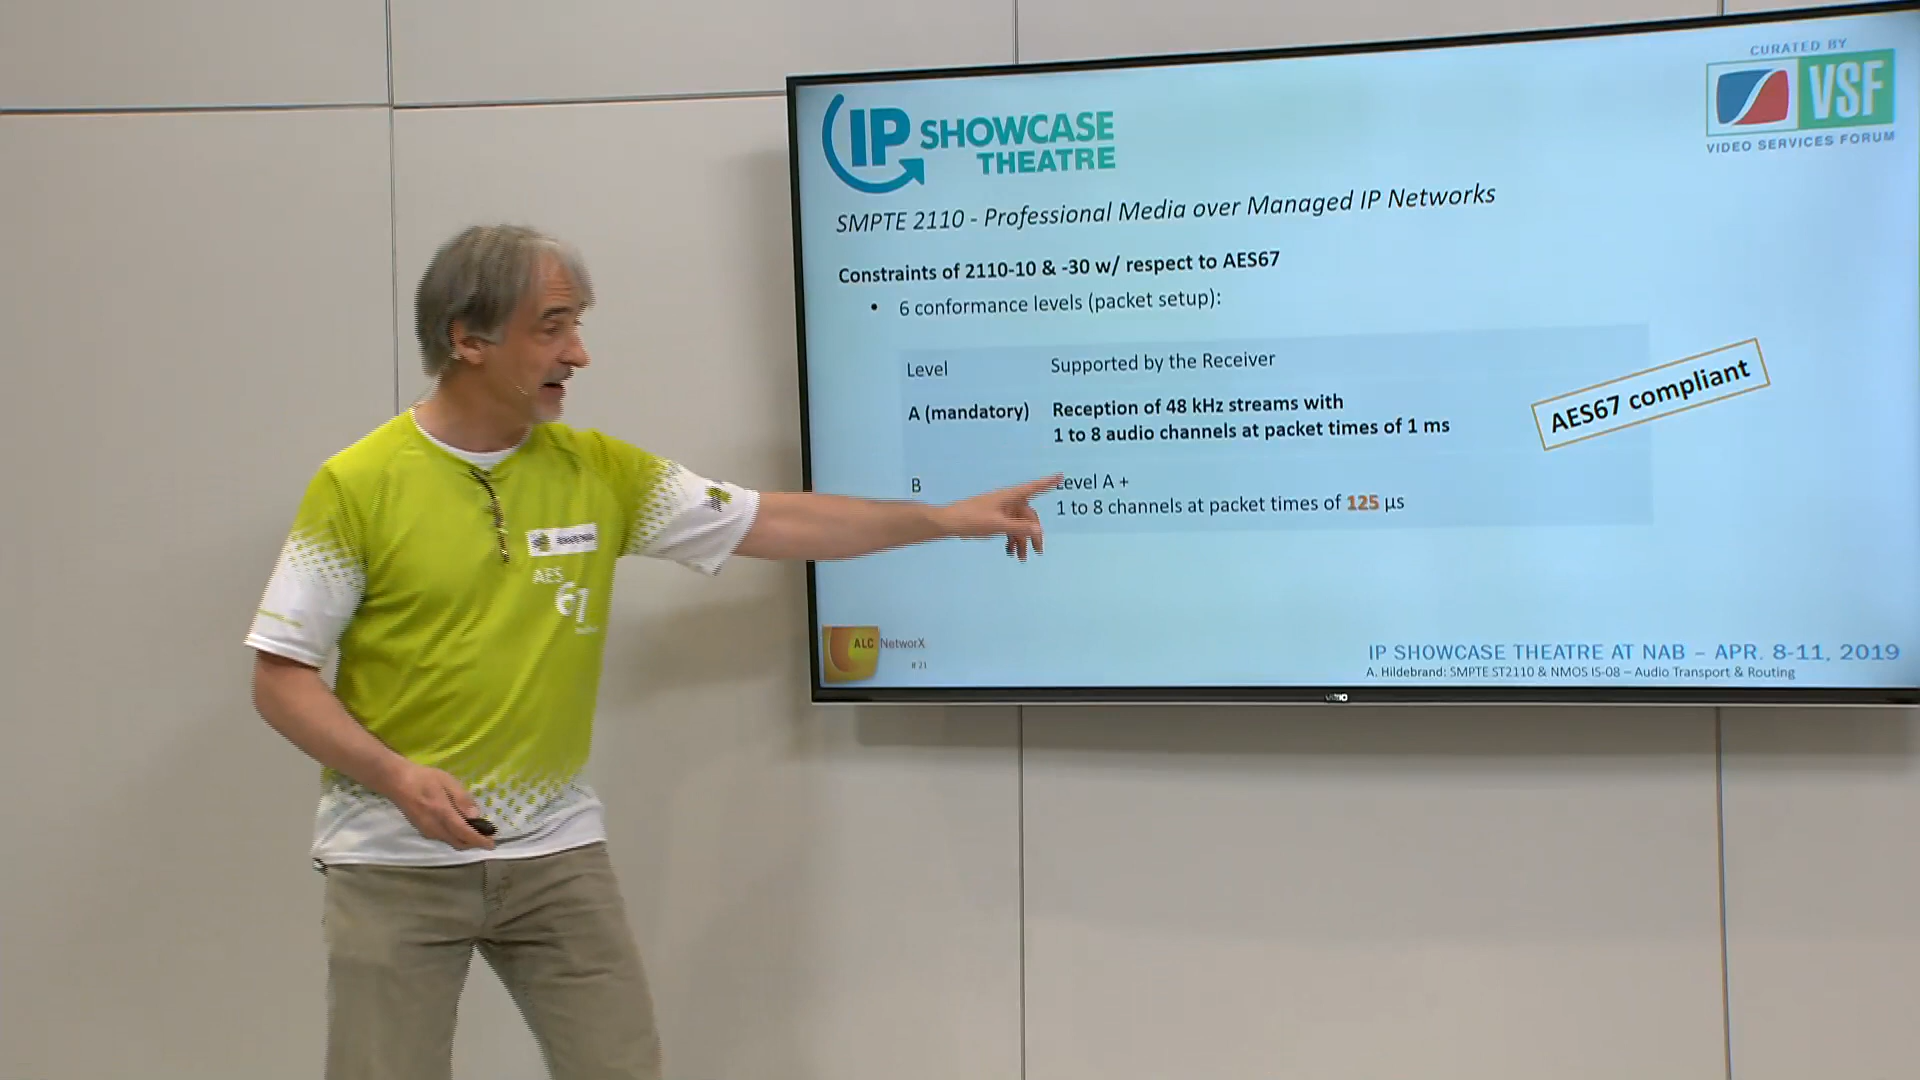 CURATED BY
VSF
VIDEO SERVICES FORUM
IP SHOWCASE
THEATRE
SMPTE 2110 - Professional Media over Managed IP Networks
Constraints of 2110-10 & -30 w/ respect to AES67
• 6 conformance levels (packet setup):
Level Supported by the Receiver
A (mandatory) Reception of 48 kHz streams with
1 to 8 audio channels at packet times of 1 ms
AES67 compliant
B Level A +
1 to 8 channels at packet times of 125 µs
AES
67
ALC NetworX
# 21
IP SHOWCASE THEATRE AT NAB – APR. 8-11, 2019
A. Hildebrand: SMPTE ST2110 & NMOS IS-08 – Audio Transport & Routing
VIZIO